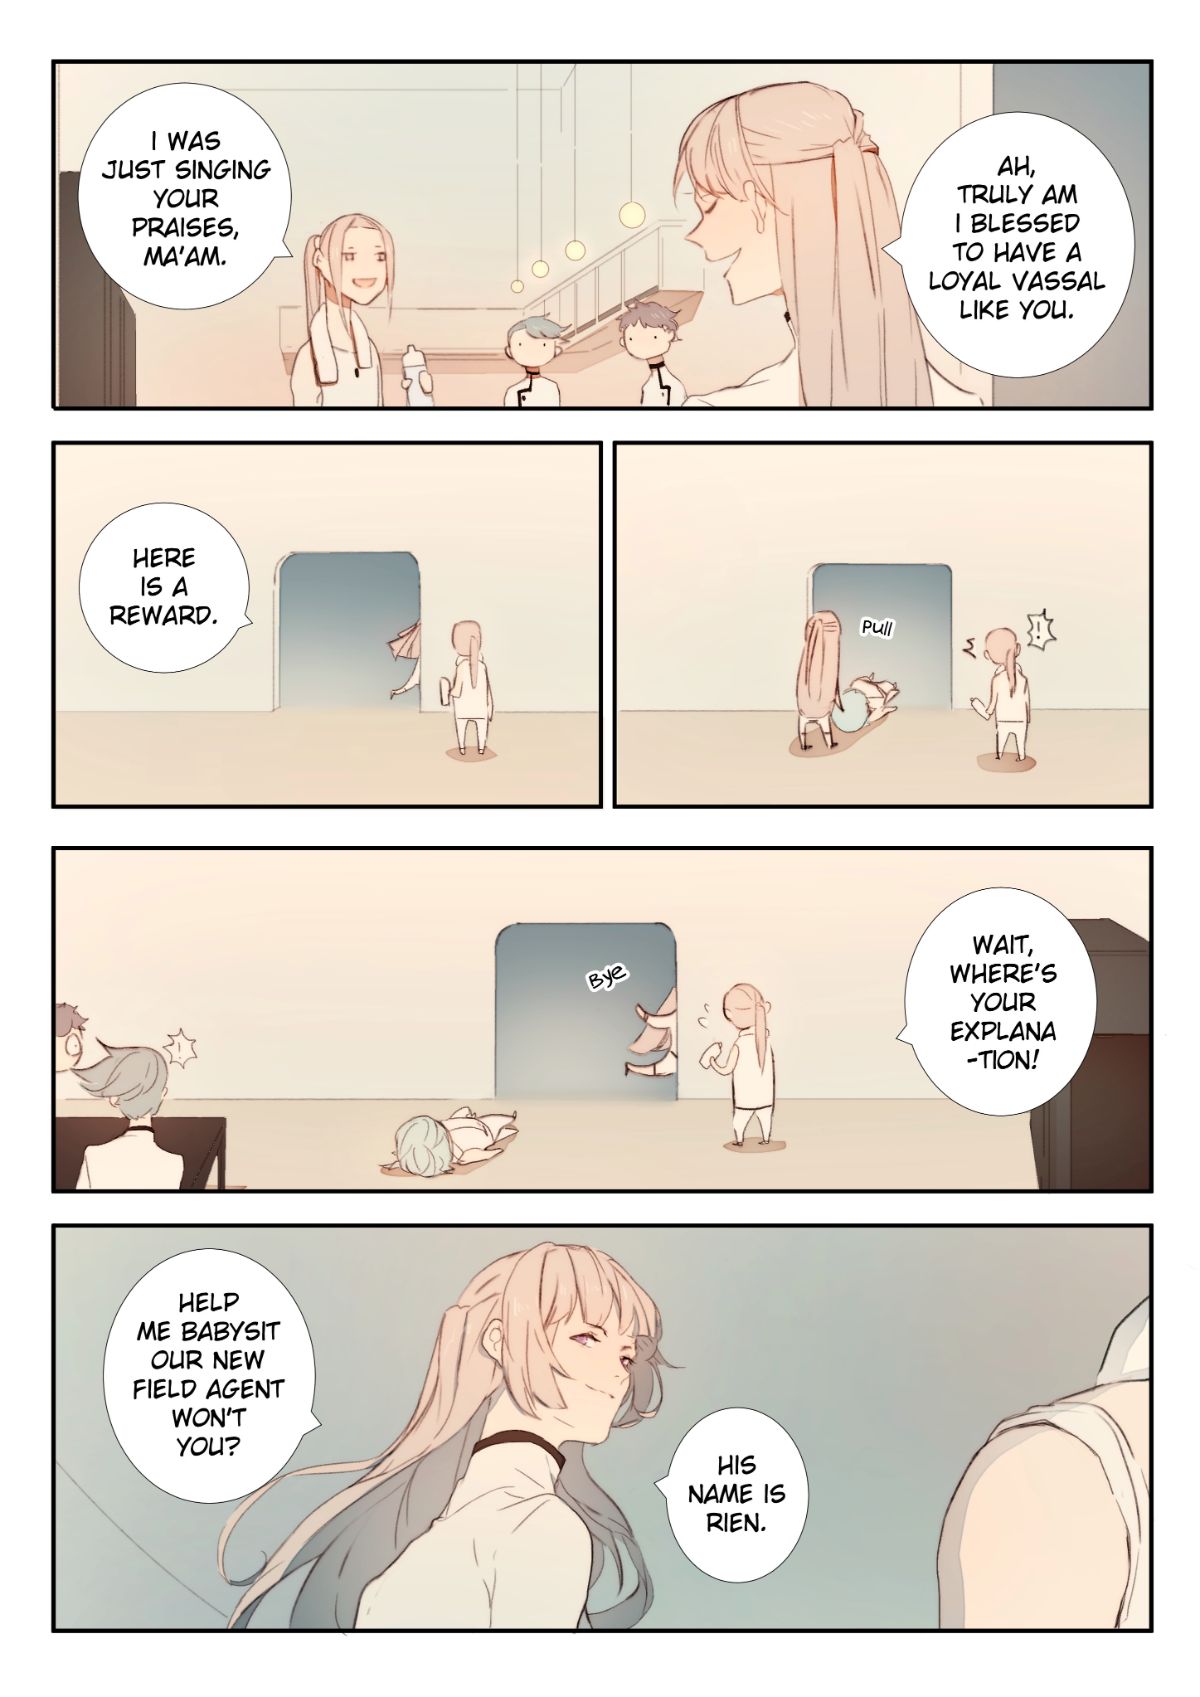 I WAS
JUST SINGING
YOUR
PRAISES,
MA'AM.
AH,
TRULY AM
I BLESSED
TO HAVE A
LOYAL VASSAL
LIKE YOU.
HERE
IS A
REWARD.
Pull
!
Bye
!
WAIT,
WHERE'S
YOUR
EXPLANA
-TION!
HELP
ME BABYSIT
OUR NEW
FIELD AGENT
WON'T
YOU?
HIS
NAME IS
RIEN.